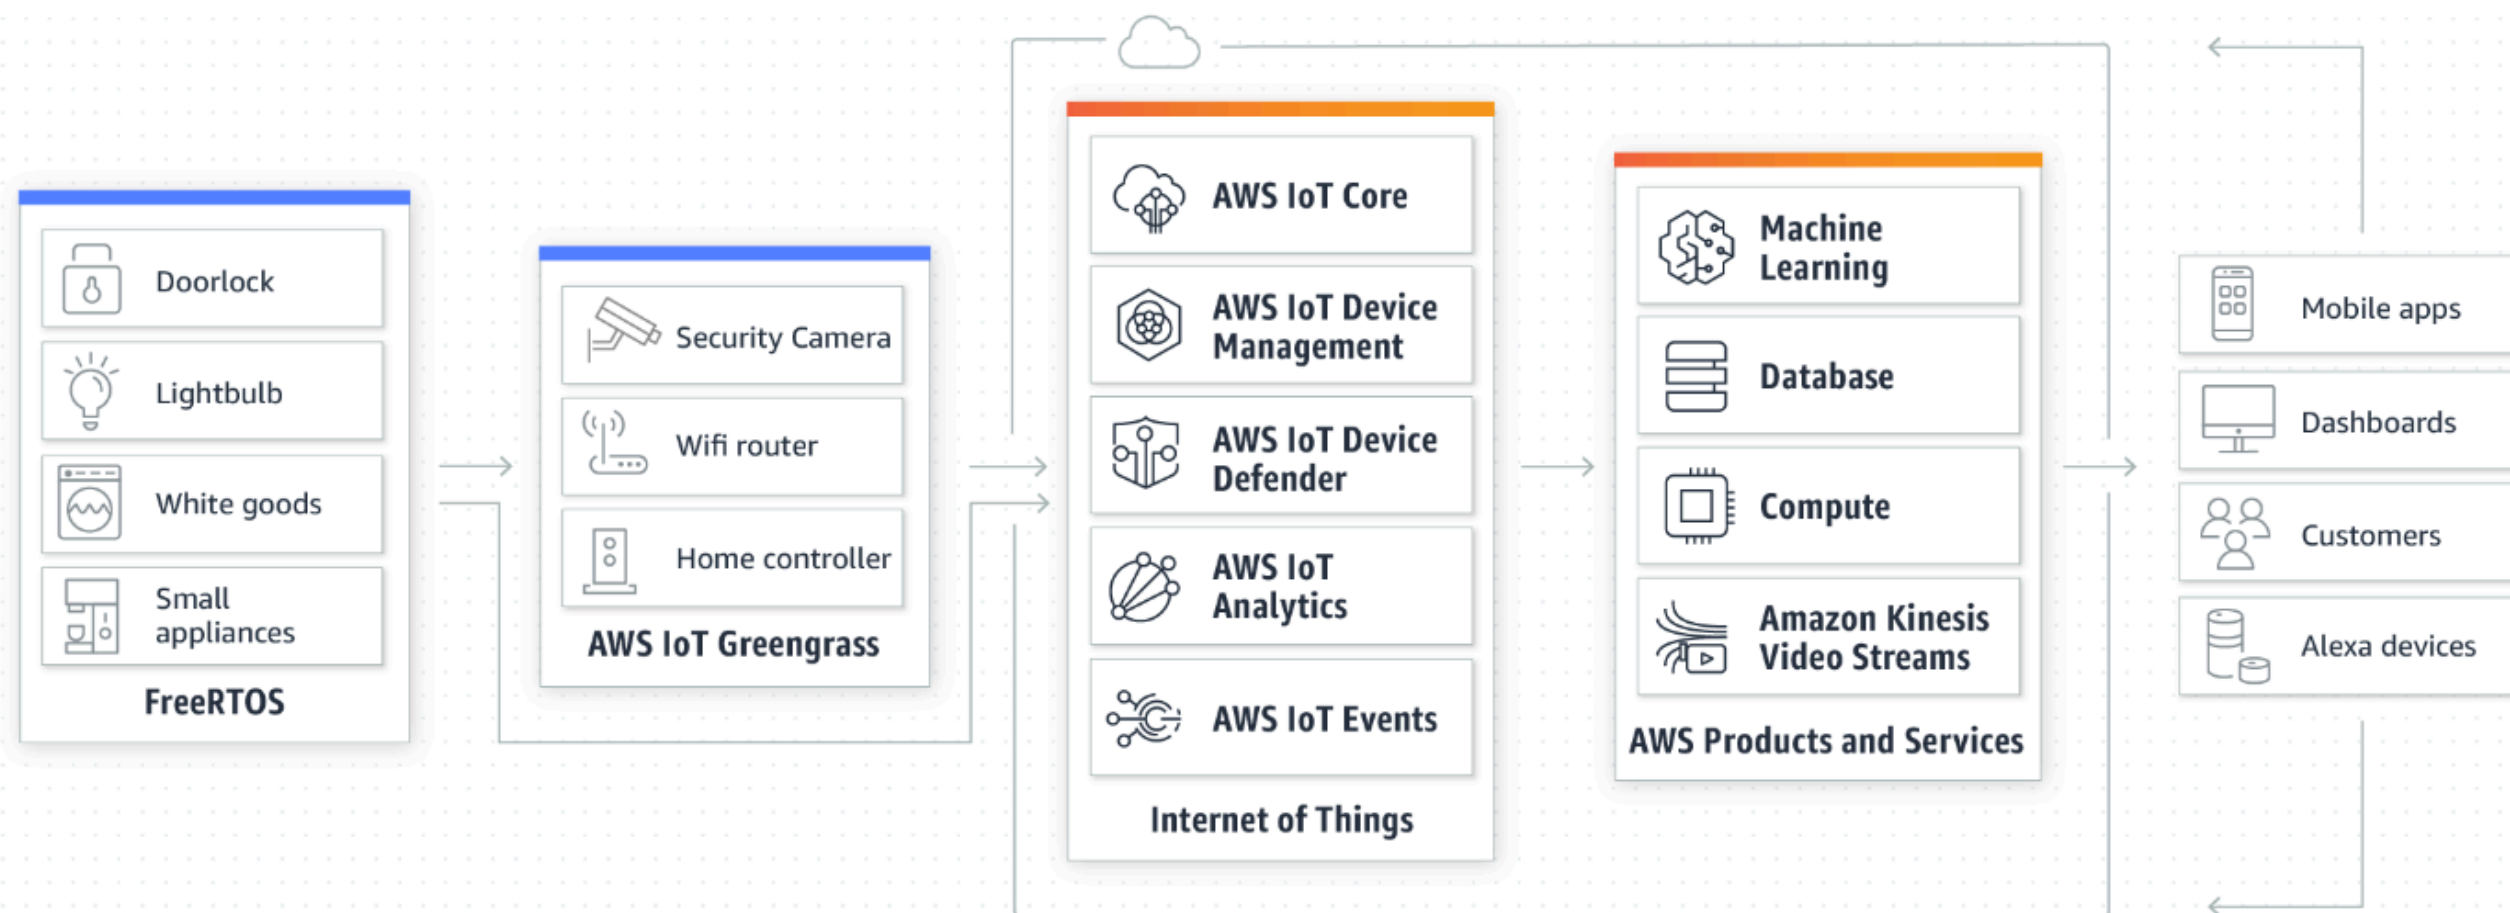 Doorlock
Lightbulb
White goods
Small
appliances
FreeRTOS
Security Camera
Wifi router
Home controller
AWS IoT Greengrass
AWS IoT Core
AWS IoT Device
Management
AWS IoT Device
Defender
AWS IoT
Analytics
AWS IoT Events
Internet of Things
Machine
Learning
Database
Compute
Amazon Kinesis
Video Streams
AWS Products and Services
Mobile apps
Dashboards
Customers
Alexa devices